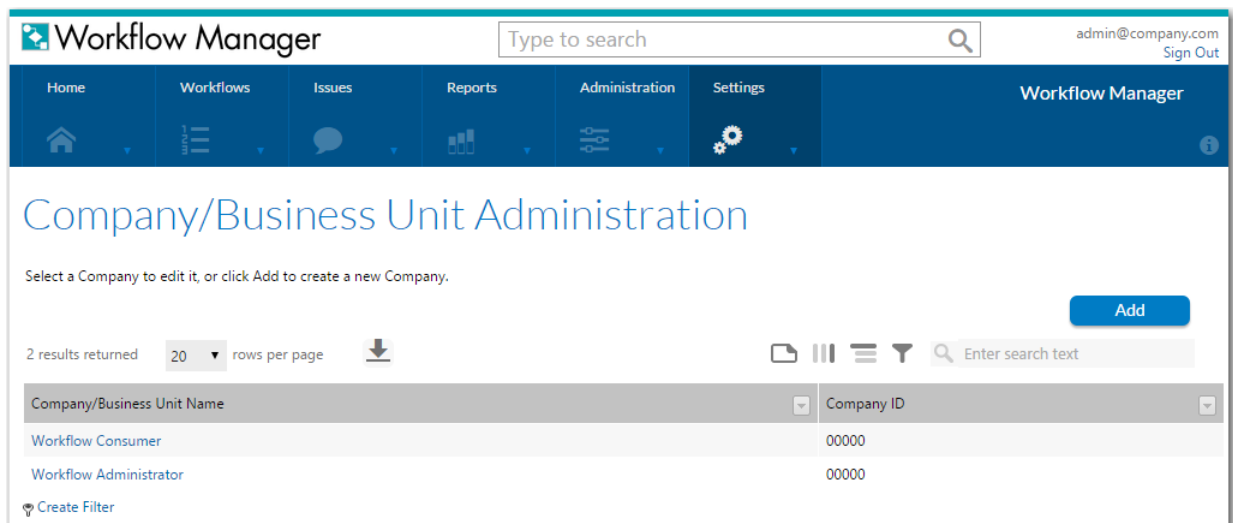 Workflow Manager
Type to search
admin@company.com
Sign Out
Home Workflows Issues Reports Administration Settings
Workflow Manager
1
2
3
Company/Business Unit Administration
Select a Company to edit it, or click Add to create a new Company.
Add
2 results returned 20 rows per page Enter search text
Company/Business Unit Name Company ID
Workflow Consumer 00000
Workflow Administrator 00000
Create Filter